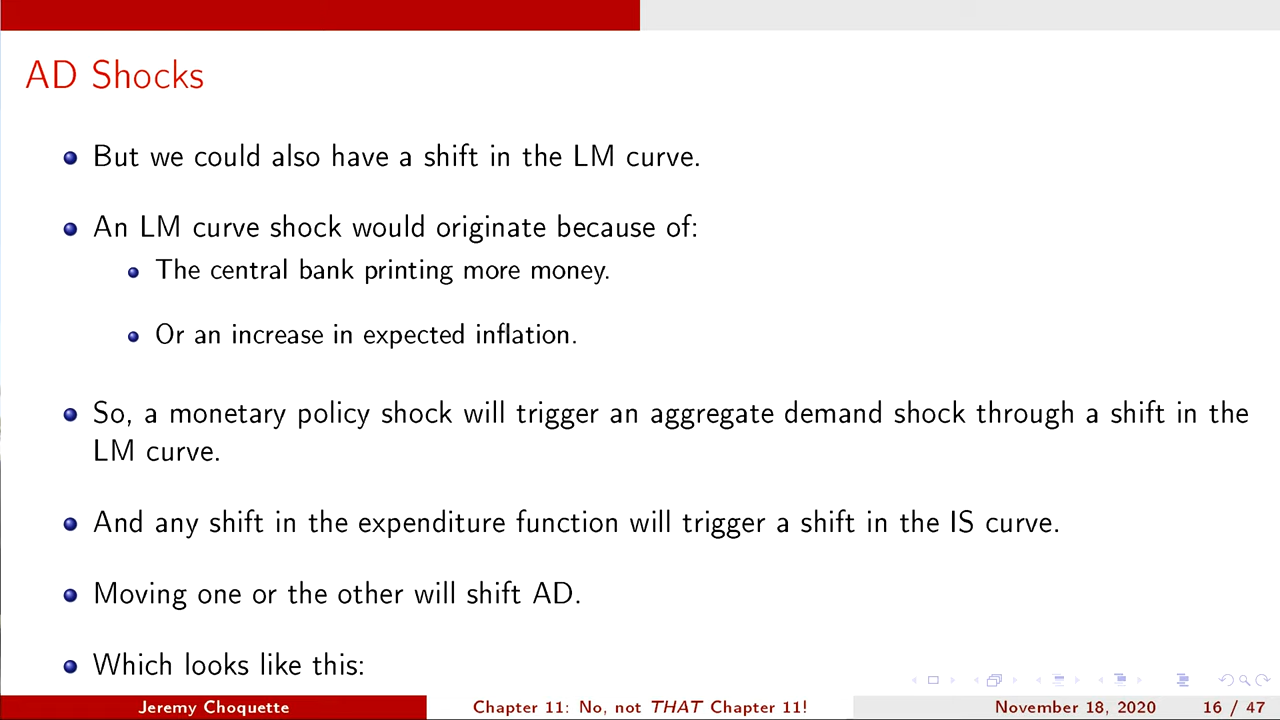 AD Shocks
But we could also have a shift in the LM curve.
An LM curve shock would originate because of:
The central bank printing more money.
Or an increase in expected inflation.
So, a monetary policy shock will trigger an aggregate demand shock through a shift in the
LM curve.
And any shift in the expenditure function will trigger a shift in the IS curve.
Moving one or the other will shift AD.
Which looks like this:
Jeremy Choquette Chapter 11: No, not THAT Chapter 11! November 18, 2020 16 / 47